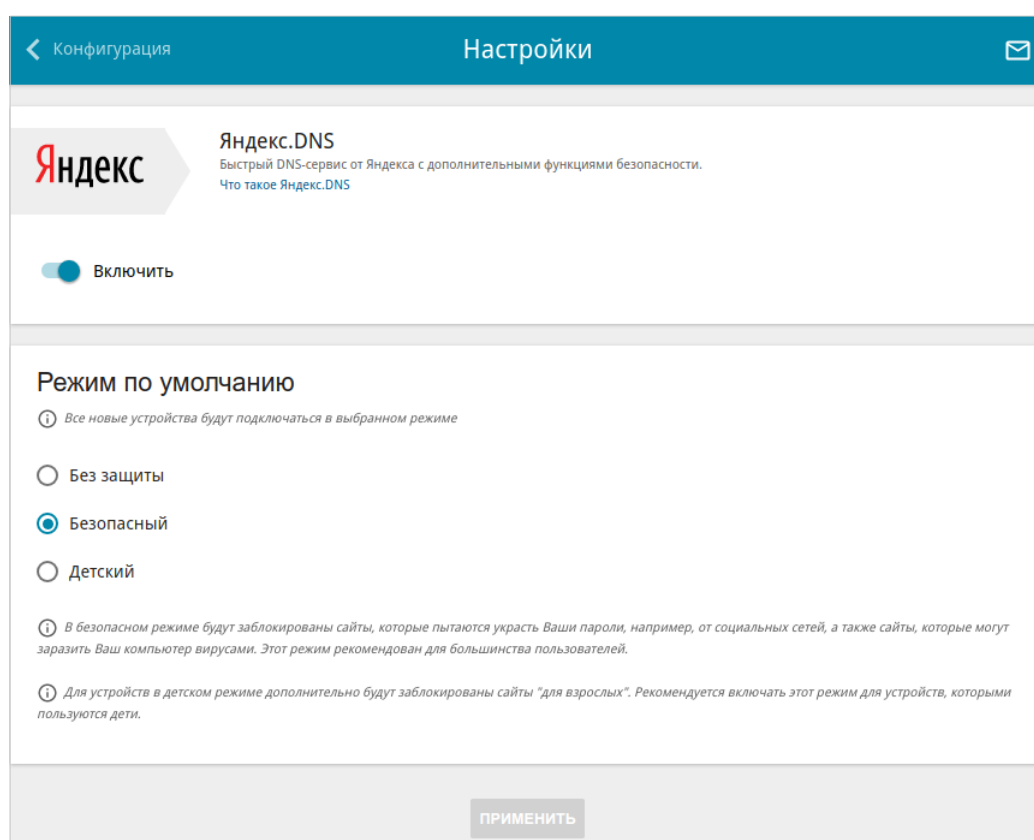 Конфигурация
Настройки
Яндекс
Яндекс.DNS
Быстрый DNS-сервис от Яндекса с дополнительными функциями безопасности.
Что такое Яндекс.DNS
Включить
Режим по умолчанию
Все новые устройства будут подключаться в выбранном режиме
Без защиты
Безопасный
Детский
В безопасном режиме будут заблокированы сайты, которые пытаются украсть Ваши пароли, например, от социальных сетей, а также сайты, которые могут
заразить Ваш компьютер вирусами. Этот режим рекомендован для большинства пользователей.
Для устройств в детском режиме дополнительно будут заблокированы сайты "для взрослых". Рекомендуется включать этот режим для устройств, которыми
пользуются дети.
ПРИМЕНИТЬ